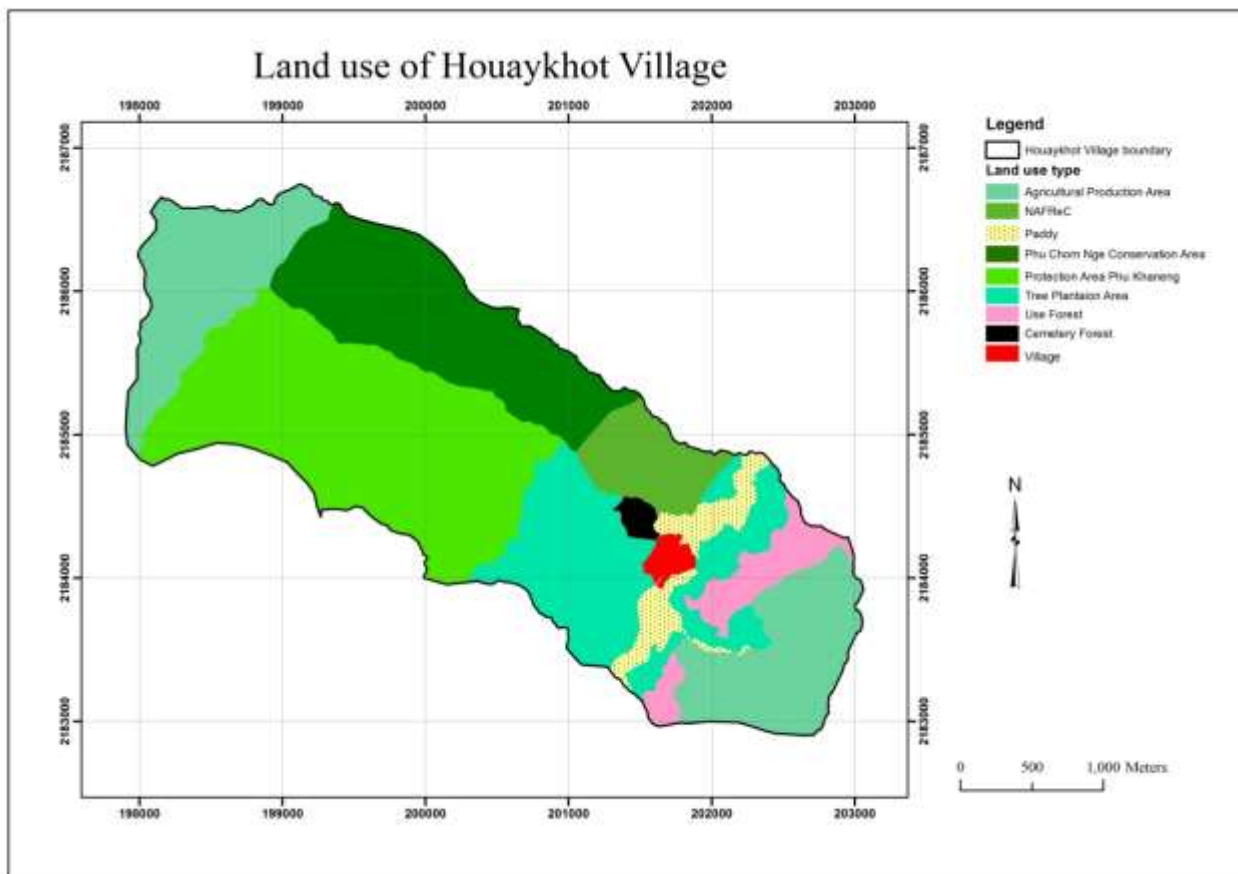 Land use of Houaykhot Village
198000 199000 200000 201000 202000 203000
2187000 2187000
2186000 2186000
2185000 2185000
2184000 2184000
2183000 2183000
198000 199000 200000 201000 202000 203000
Legend
Houaykhot Village boundary
Land use type
Agricultural Production Area
NAFReC
Paddy
Phu Chom Nge Conservation Area
Protection Area Phu Khaneng
Tree Plantaion Area
Use Forest
Cemetery Forest
Village
N
0 500 1,000 Meters